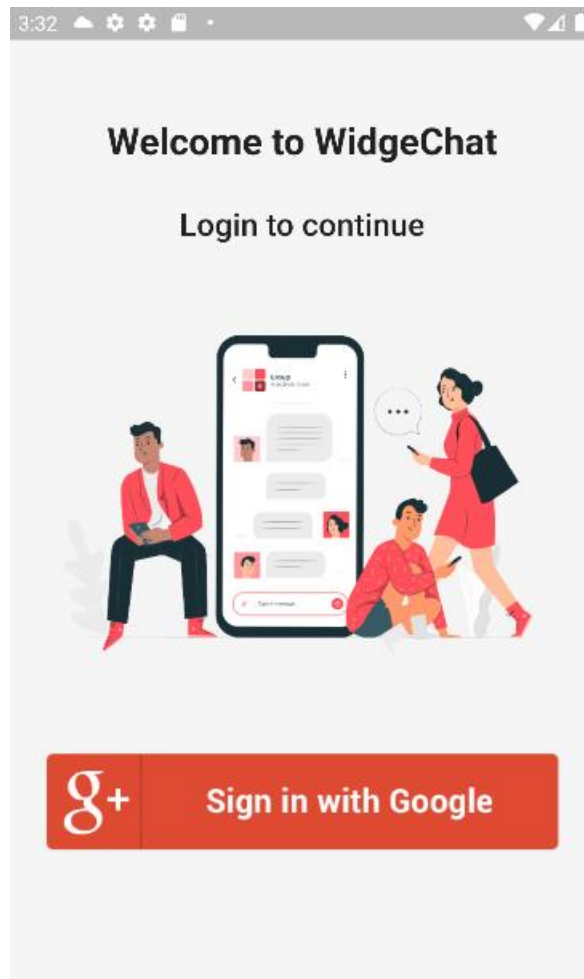 3:32
Welcome to WidgeChat
Login to continue
Group
g+
Sign in with Google